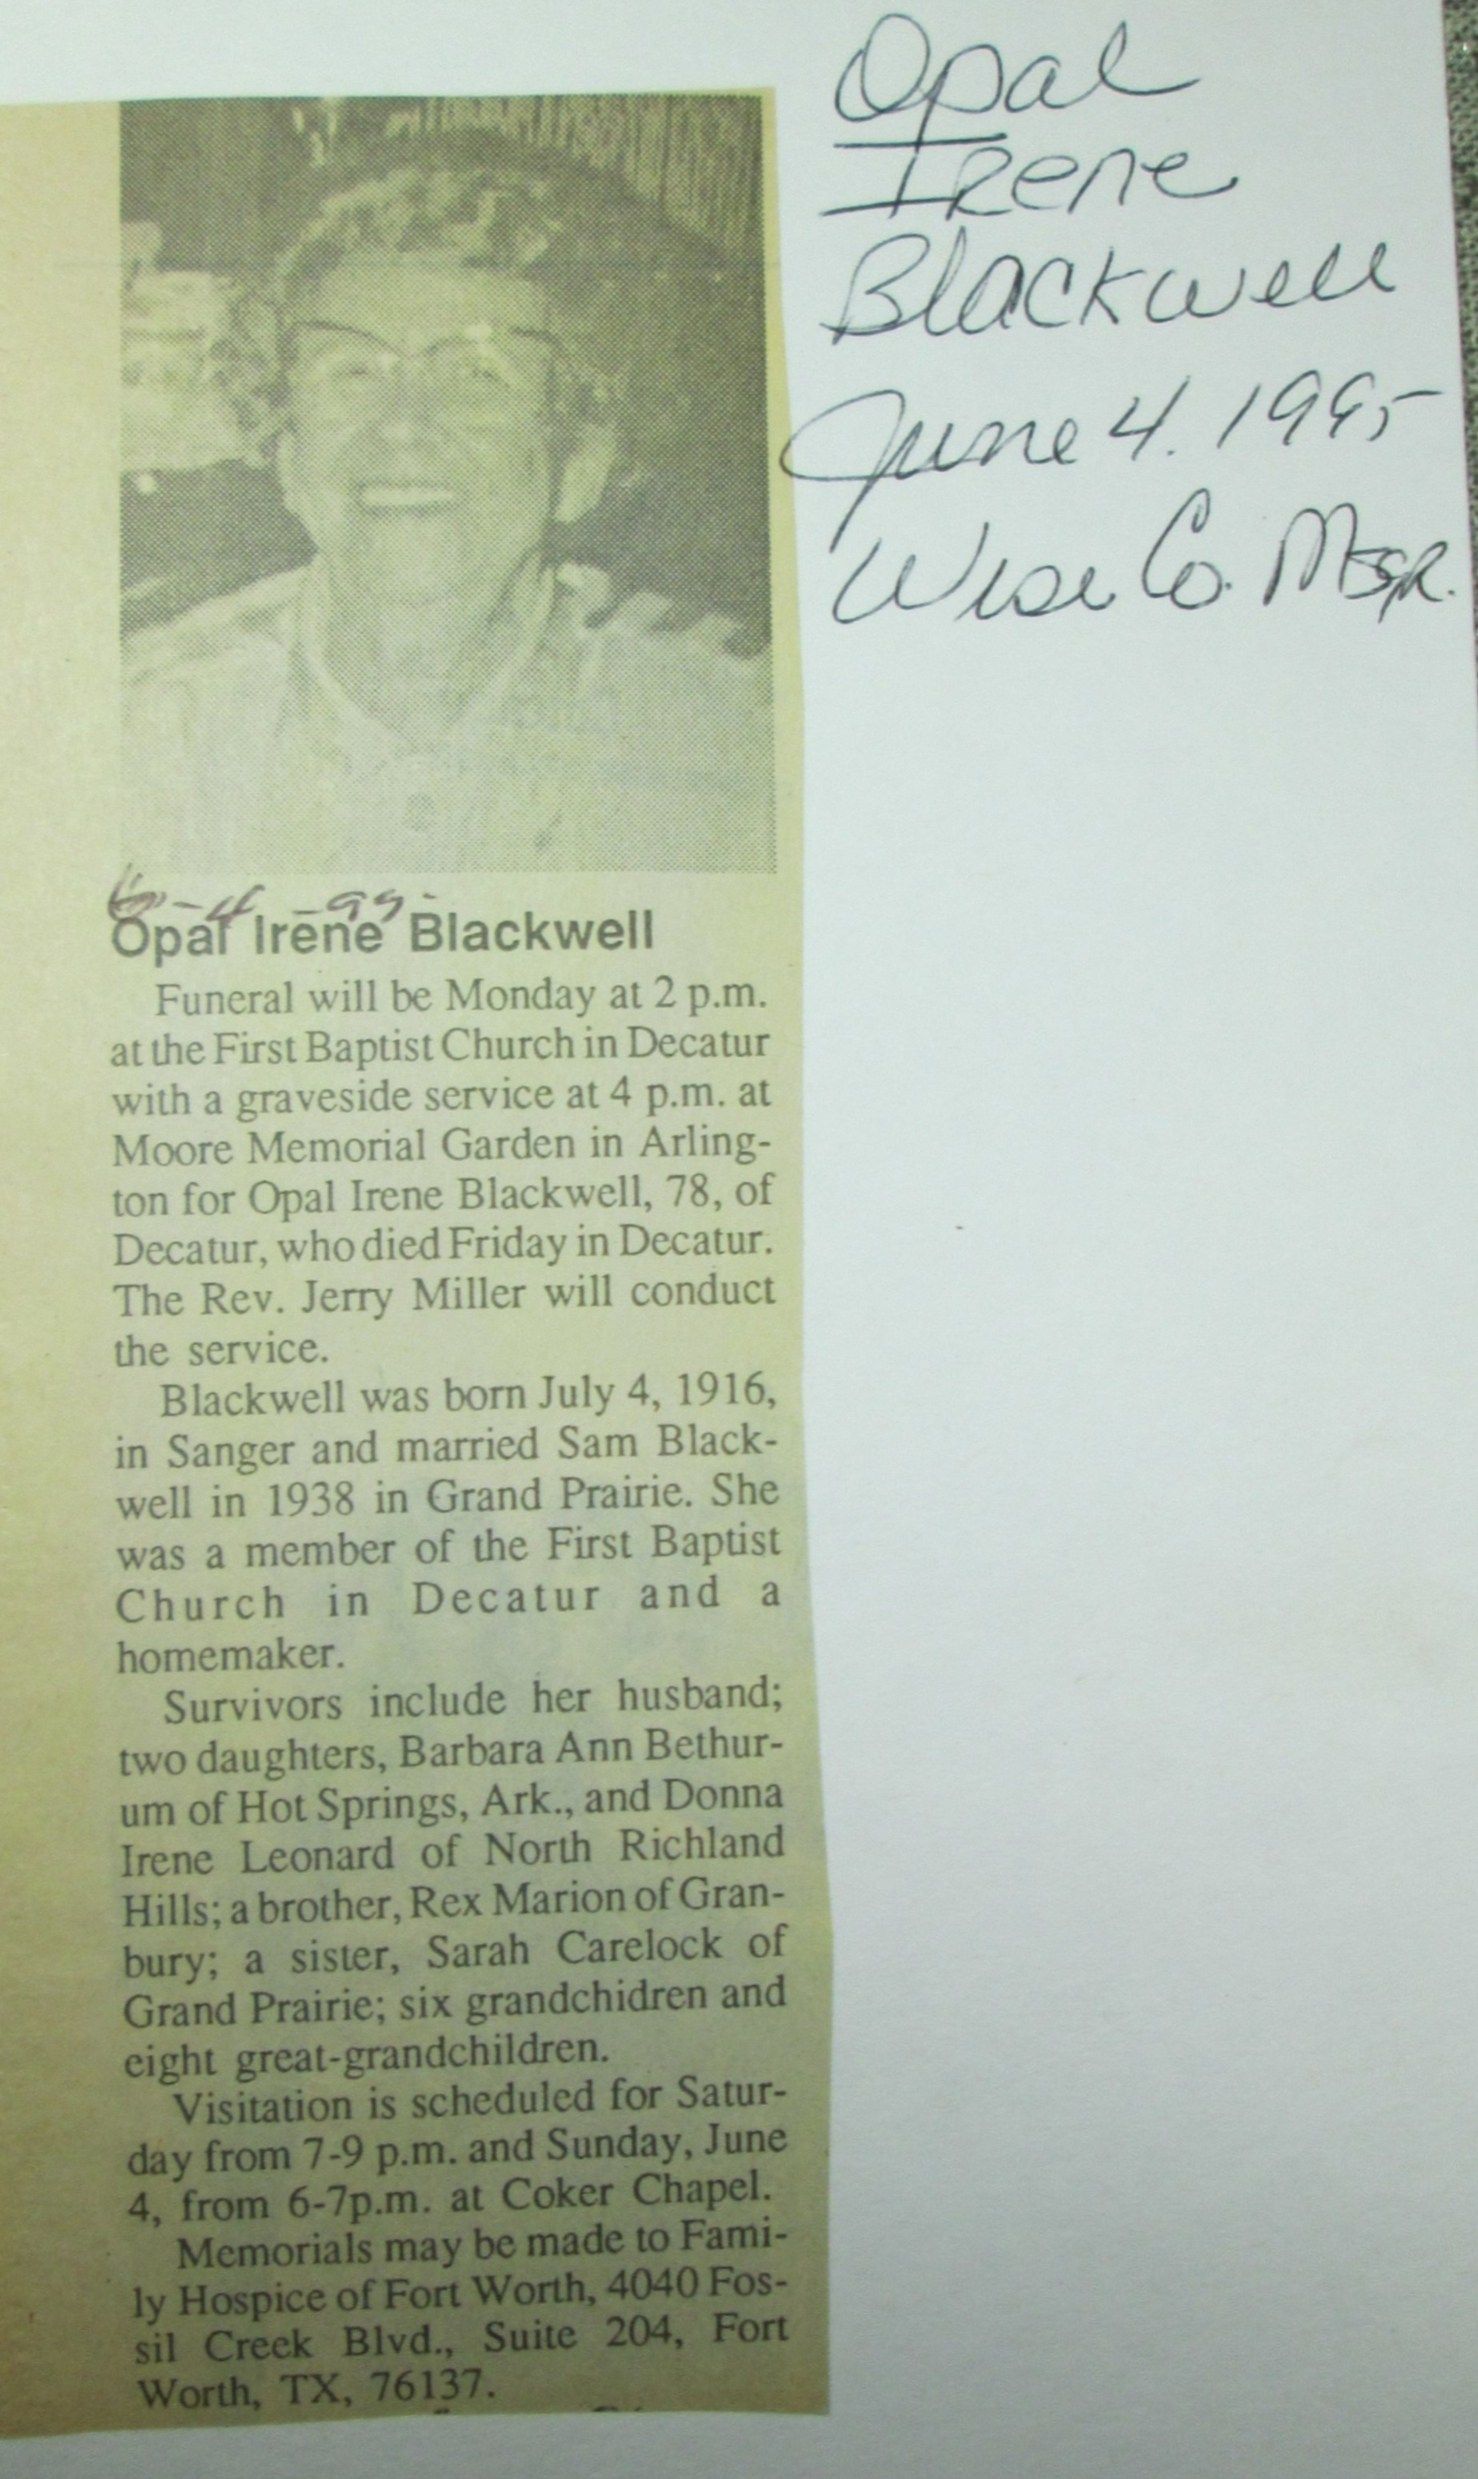 Opal
Irene
Blackwell
June 4. 1995
Wise Co. Msgr.
6-4-95
Opal Irene Blackwell
Funeral will be Monday at 2 p.m.
at the First Baptist Church in Decatur
with a graveside service at 4 p.m. at
Moore Memorial Garden in Arling-
ton for Opal Irene Blackwell, 78, of
Decatur, who died Friday in Decatur.
The Rev. Jerry Miller will conduct
the service.
Blackwell was born July 4, 1916,
in Sanger and married Sam Black-
well in 1938 in Grand Prairie. She
was a member of the First Baptist
Church in Decatur and a
homemaker.
Survivors include her husband;
two daughters, Barbara Ann Bethur-
um of Hot Springs, Ark., and Donna
Irene Leonard of North Richland
Hills; a brother, Rex Marion of Gran-
bury; a sister, Sarah Carelock of
Grand Prairie; six grandchidren and
eight great-grandchildren.
Visitation is scheduled for Satur-
day from 7-9 p.m. and Sunday, June
4, from 6-7p.m. at Coker Chapel.
Memorials may be made to Fami-
ly Hospice of Fort Worth, 4040 Fos-
sil Creek Blvd., Suite 204, Fort
Worth, TX, 76137.